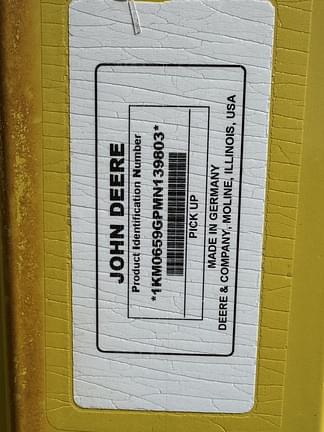 JOHN DEERE
Product Identification Number
*1KM0659GPMN139803*
PICK UP
MADE IN GERMANY
DEERE & COMPANY, MOLINE, ILLINOIS, USA